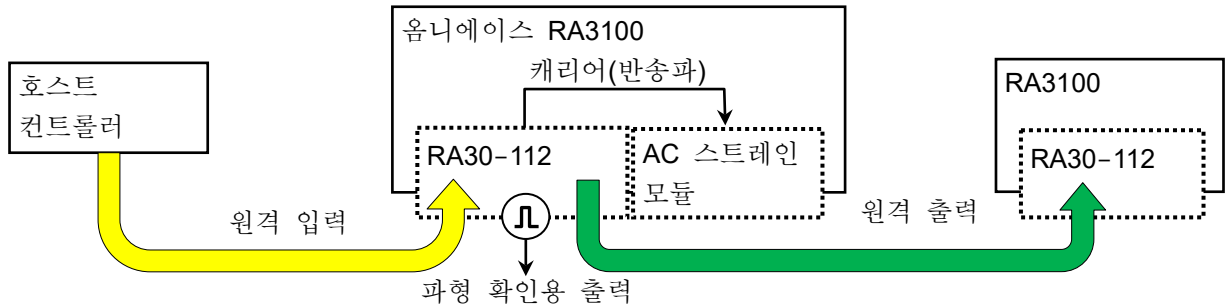 옴니에이스 RA3100
캐리어(반송파)
호스트
컨트롤러
RA30-112
AC 스트레인
모듈
RA3100
RA30-112
원격 입력
원격 출력
파형 확인용 출력